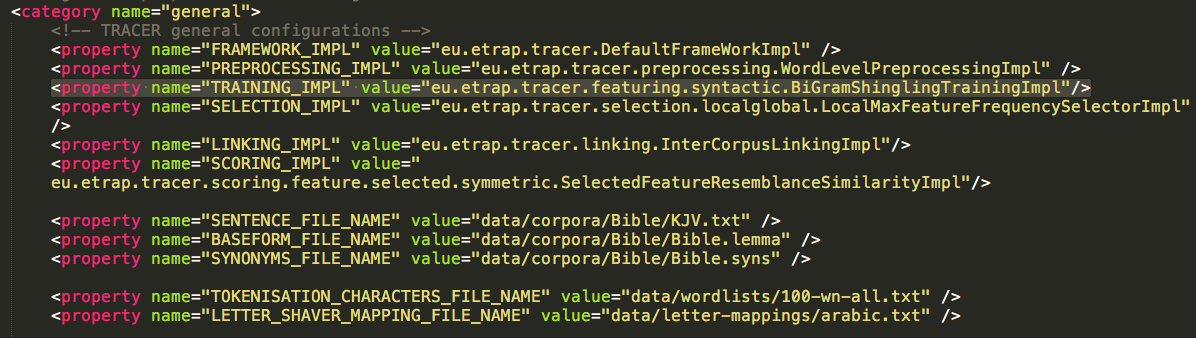 <category name="general">
<!-- TRACER general configurations -->
<property name="FRAMEWORK_IMPL" value="eu.etrap.tracer.DefaultFrameWorkImpl" />
<property name="PREPROCESSING_IMPL" value="eu.etrap.tracer.preprocessing.WordLevelPreprocessingImpl" />
<property name="TRAINING_IMPL" value="eu.etrap.tracer.featuring.syntactic.BiGramShinglingTrainingImpl"/>
<property name="SELECTION_IMPL" value="eu.etrap.tracer.selection.localglobal.LocalMaxFeatureFrequencySelectorImpl"
/>
<property name="LINKING_IMPL" value="eu.etrap.tracer.linking.InterCorpusLinkingImpl"/>
<property name="SCORING_IMPL" value="
eu.etrap.tracer.scoring.feature.selected.symmetric.SelectedFeatureResemblanceSimilarityImpl"/>
<property name="SENTENCE_FILE_NAME" value="data/corpora/Bible/KJV.txt" />
<property name="BASEFORM_FILE_NAME" value="data/corpora/Bible/Bible.lemma" />
<property name="SYNONYMS_FILE_NAME" value="data/corpora/Bible/Bible.syns" />
<property name="TOKENISATION_CHARACTERS_FILE_NAME" value="data/wordlists/100-wn-all.txt" />
<property name="LETTER_SHAVER_MAPPING_FILE_NAME" value="data/letter-mappings/arabic.txt" />